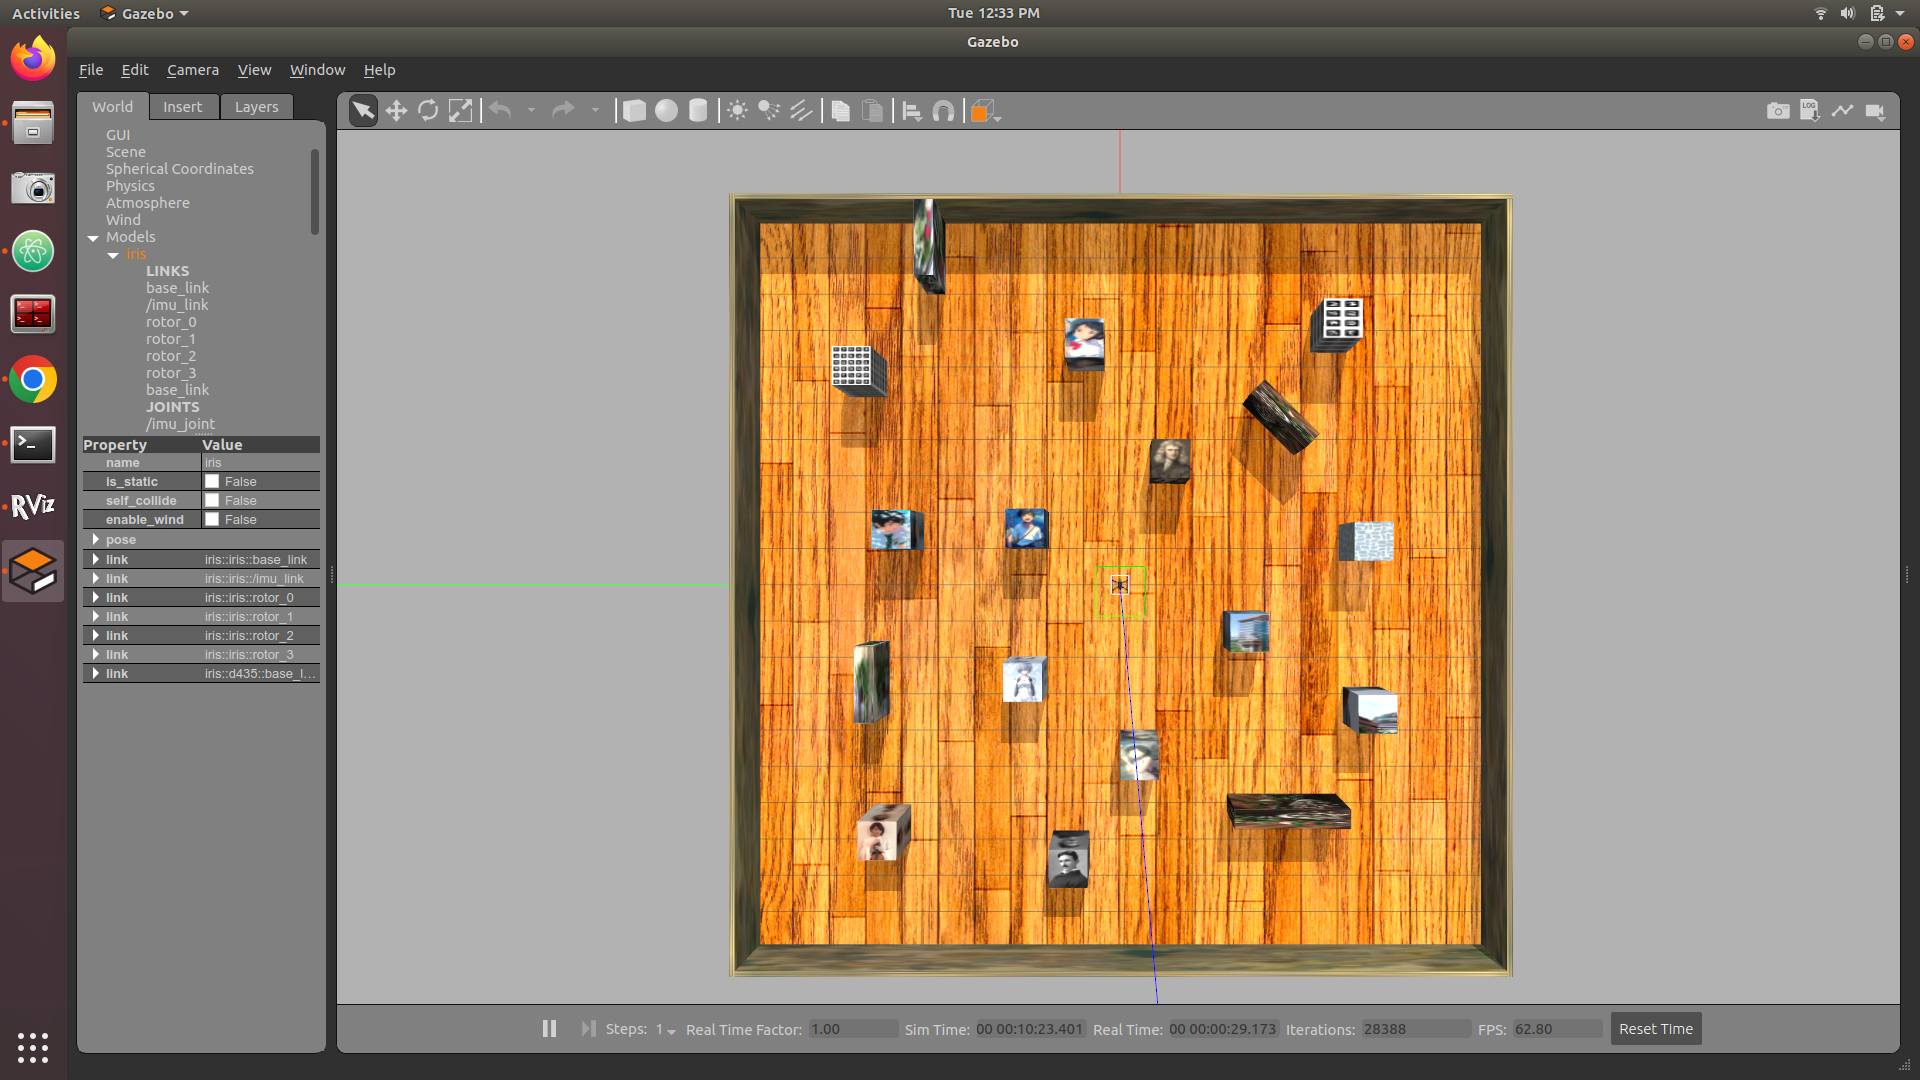 Activities Gazebo Tue 12:33 PM
Gazebo
File Edit Camera View Window Help
World Insert Layers
LOG
GUI
Scene
Spherical Coordinates
Physics
Atmosphere
Wind
Models
iris
LINKS
base_link
/imu_link
rotor_0
rotor_1
rotor_2
rotor_3
base_link
JOINTS
/imu_joint
Property Value
name iris
is_static False
self_collide False
enable_wind False
pose
link iris::iris::base_link
link iris::iris::/imu_link
link iris::iris::rotor_0
link iris::iris::rotor_1
link iris::iris::rotor_2
link iris::iris::rotor_3
link iris::d435::base_l...
RViz
Steps: 1 Real Time Factor: 1.00 Sim Time: 00 00:10:23.401 Real Time: 00 00:00:29.173 Iterations: 28388 FPS: 62.80 Reset Time